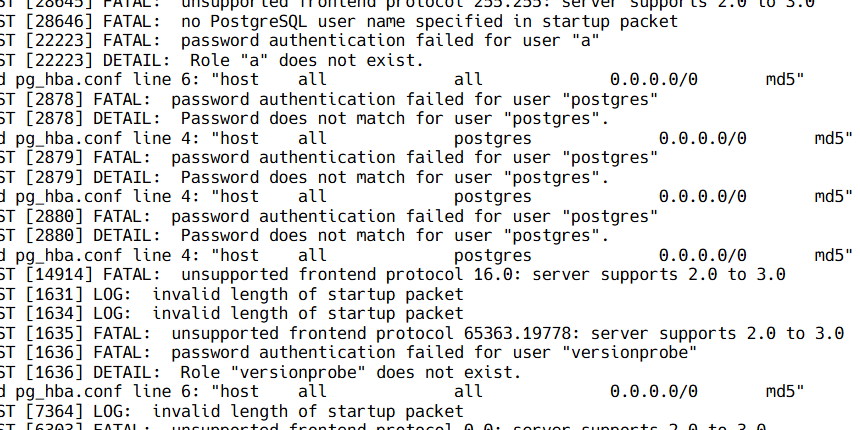 ST [28645] FATAL:  unsupported frontend protocol 255.255: server supports 2.0 to 3.0
ST [28646] FATAL:  no PostgreSQL user name specified in startup packet
ST [22223] FATAL:  password authentication failed for user "a"
ST [22223] DETAIL:  Role "a" does not exist.
d pg_hba.conf line 6: "host    all             all             0.0.0.0/0       md5"
ST [2878] FATAL:  password authentication failed for user "postgres"
ST [2878] DETAIL:  Password does not match for user "postgres".
d pg_hba.conf line 4: "host    all             postgres             0.0.0.0/0       md5"
ST [2879] FATAL:  password authentication failed for user "postgres"
ST [2879] DETAIL:  Password does not match for user "postgres".
d pg_hba.conf line 4: "host    all             postgres             0.0.0.0/0       md5"
ST [2880] FATAL:  password authentication failed for user "postgres"
ST [2880] DETAIL:  Password does not match for user "postgres".
d pg_hba.conf line 4: "host    all             postgres             0.0.0.0/0       md5"
ST [14914] FATAL:  unsupported frontend protocol 16.0: server supports 2.0 to 3.0
ST [1631] LOG:  invalid length of startup packet
ST [1634] LOG:  invalid length of startup packet
ST [1635] FATAL:  unsupported frontend protocol 65363.19778: server supports 2.0 to 3.0
ST [1636] FATAL:  password authentication failed for user "versionprobe"
ST [1636] DETAIL:  Role "versionprobe" does not exist.
d pg_hba.conf line 6: "host    all             all             0.0.0.0/0       md5"
ST [7364] LOG:  invalid length of startup packet
ST [6303] FATAL:  unsupported frontend protocol 0.0: server supports 2.0 to 3.0